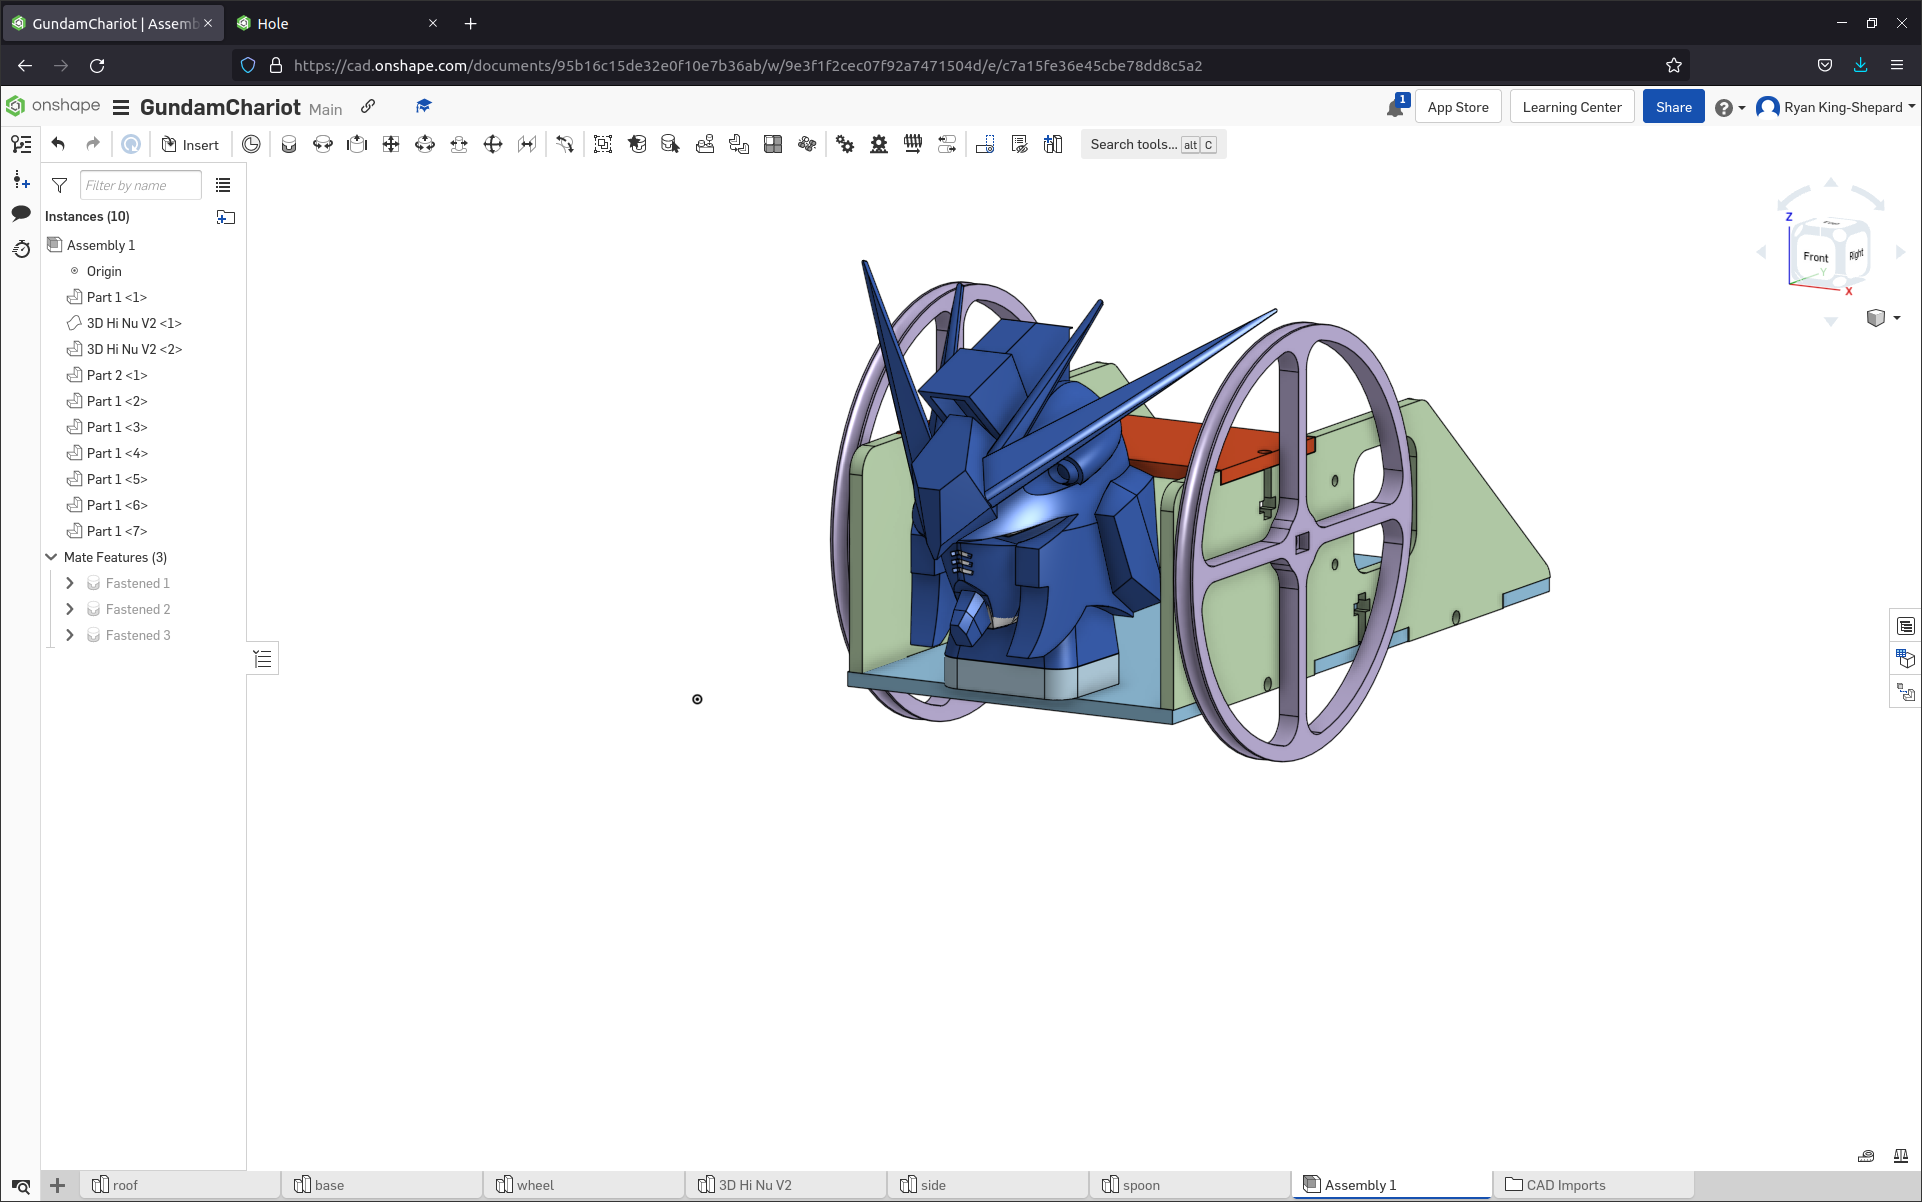 GundamChariot | Assemb
Hole
https://cad.onshape.com/documents/95b16c15de32e0f10e7b36ab/w/9e3f1f2cec07f92a7471504d/e/c7a15fe36e45cbe78dd8c5a2
onshape GundamChariot Main
1 App Store Learning Center Share Ryan King-Shepard
Insert
Search tools... alt C
Filter by name
Instances (10)
Assembly 1
Origin
Part 1 <1>
3D Hi Nu V2 <1>
3D Hi Nu V2 <2>
Part 2 <1>
Part 1 <2>
Part 1 <3>
Part 1 <4>
Part 1 <5>
Part 1 <6>
Part 1 <7>
Mate Features (3)
Fastened 1
Fastened 2
Fastened 3
Z
Front
Right
Y
X
roof
base
wheel
3D Hi Nu V2
side
spoon
Assembly 1
CAD Imports